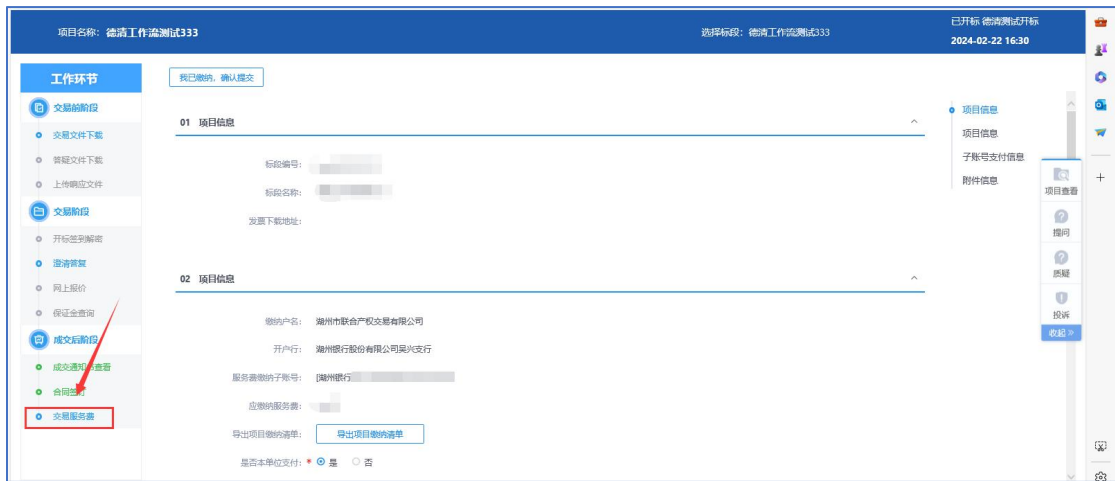 项目名称：德清工作流测试333
选择标段：德清工作流测试333
已开标 德清测试开标
2024-02-22 16:30
工作环节
交易前阶段
交易文件下载
答疑文件下载
上传响应文件
交易阶段
开标签到解密
澄清答复
网上报价
保证金查询
成交后阶段
成交通知书查看
合同签订
交易服务费
我已缴纳，确认提交
01 项目信息
标段编号：
标段名称：
发票下载地址：
02 项目信息
缴纳户名： 湖州市联合产权交易有限公司
开户行： 湖州银行股份有限公司吴兴支行
服务费缴纳子账号： [湖州银行
应缴纳服务费：
导出项目缴纳清单： 导出项目缴纳清单
是否本单位支付： * 是 否
项目信息
项目信息
子账号支付信息
附件信息
项目查看
提问
质疑
投诉
收起 »